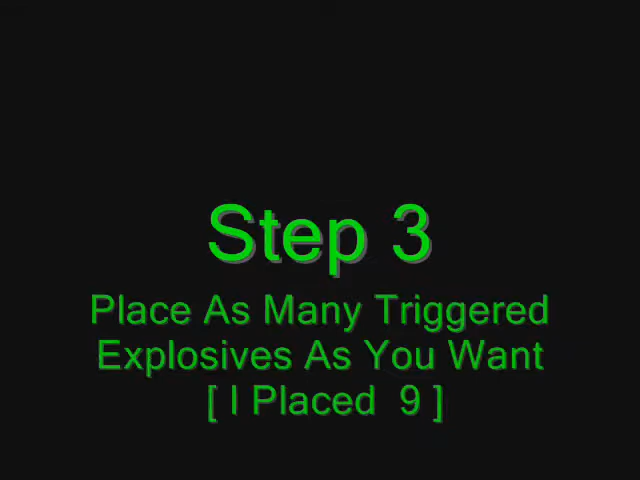 Step 3
Place As Many Triggered
Explosives As You Want
[ I Placed  9 ]